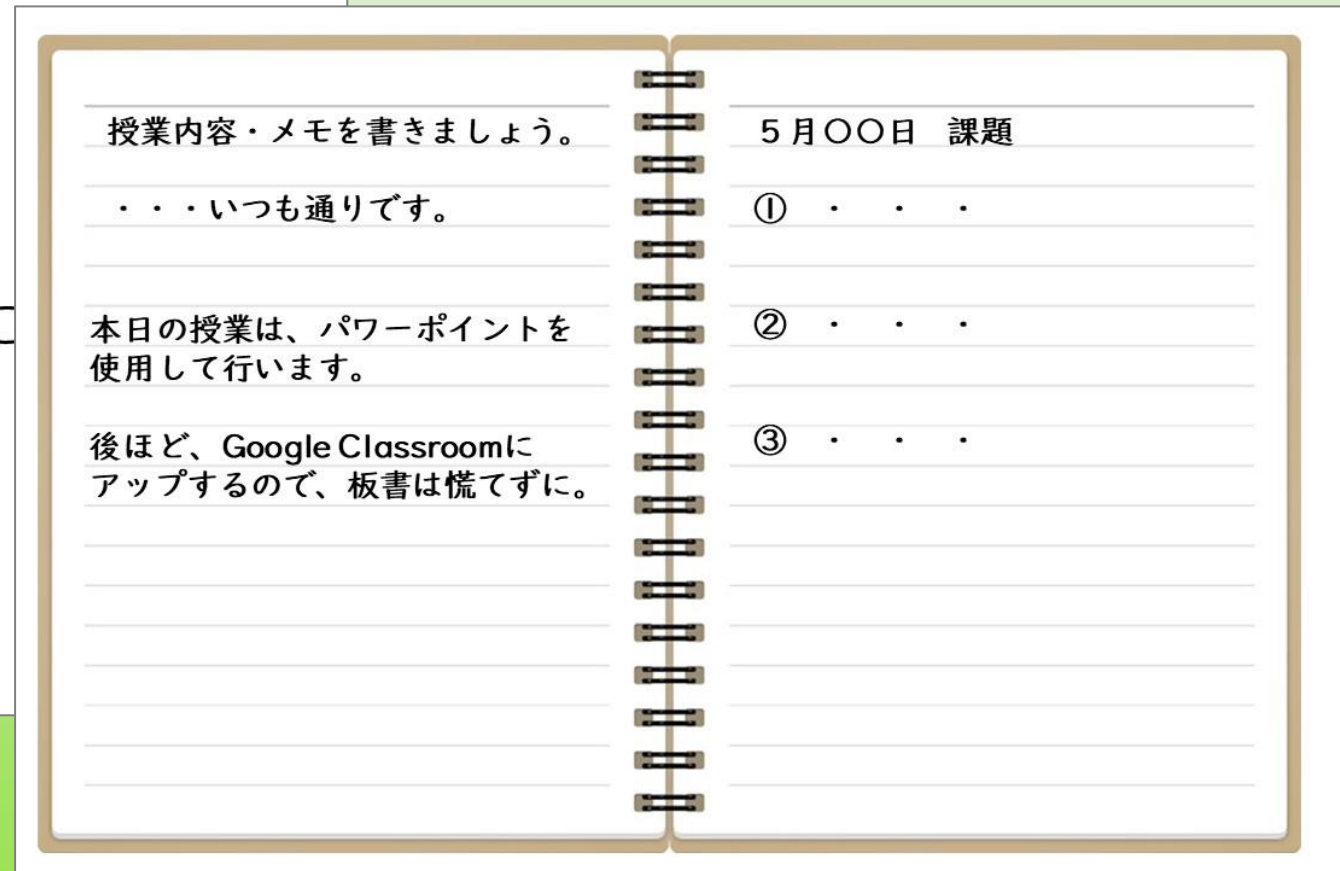 授業内容・メモを書きましょう。
・・・いつも通りです。
本日の授業は、パワーポイントを
使用して行います。
後ほど、Google Classroomに
アップするので、板書は慌てずに。
5月〇〇日　課題
① ・ ・ ・
② ・ ・ ・
③ ・ ・ ・